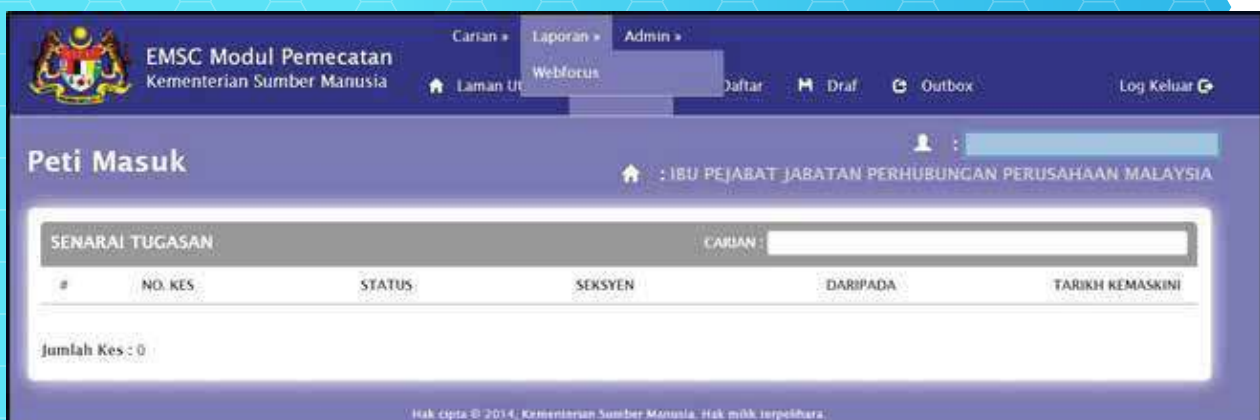 Carian » Laporan » Admin »
EMSC Modul Pemecatan
Kementerian Sumber Manusia
Webfocus
Laman Draf Outbox Log Keluar
Peti Masuk
:
: IBU PEJABAT JABATAN PERHUBUNGAN PERUSAHAAN MALAYSIA
SENARAI TUGASAN CARIAN :
# NO. KES STATUS SEKSYEN DARIPADA TARIKH KEMASKINI
Jumlah Kes : 0
Hak cipta © 2014, Kementerian Sumber Manusia. Hak milik terpelihara.